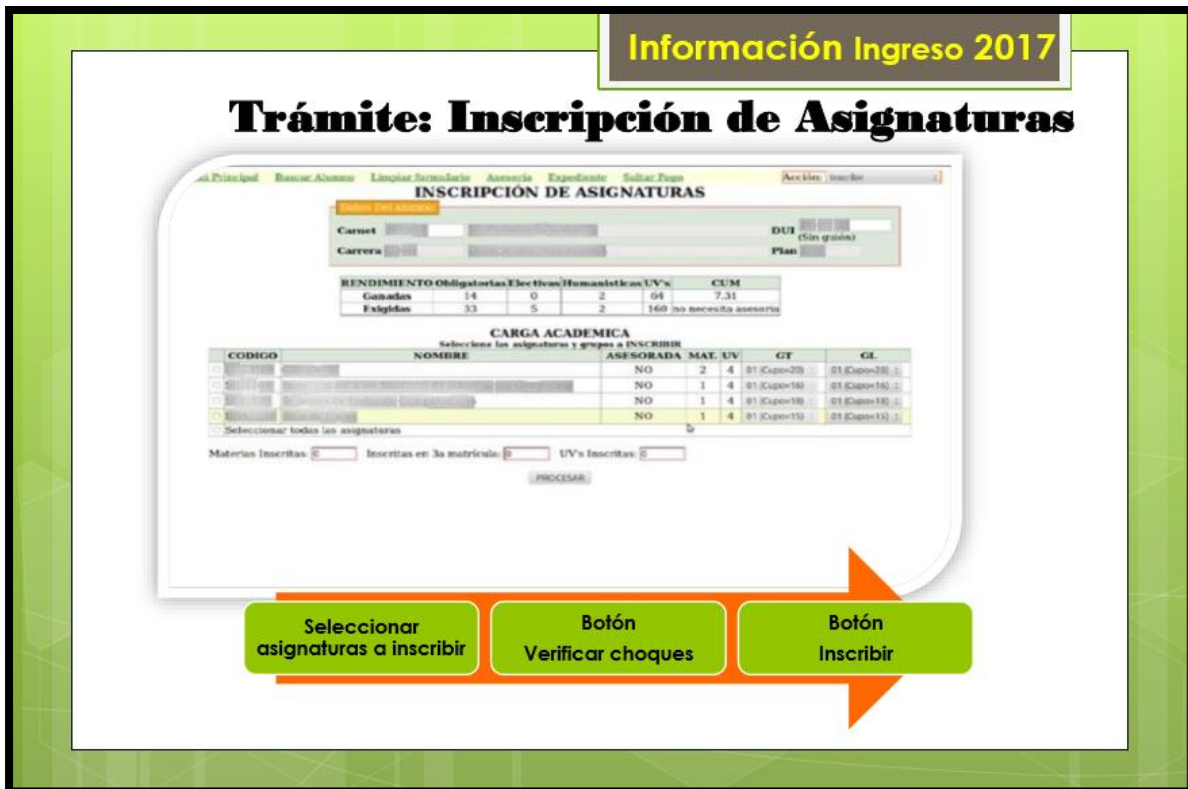 Información Ingreso 2017
Trámite: Inscripción de Asignaturas
Principal Buscar Alumno Limpiar formulario Asesoría Expediente Saltar Pago Acción: Inscribir
INSCRIPCIÓN DE ASIGNATURAS
Datos Del alumno
Carnet DUI
(Sin guión)
Carrera Plan
RENDIMIENTO Obligatorias Electivas Humanisticas UV's CUM
Ganadas 14 0 2 64 7.31
Exigidas 33 5 2 160 no necesita asesoria
CARGA ACADEMICA
Seleccione las asignaturas y grupos a INSCRIBIR
CODIGO NOMBRE ASESORADA MAT. UV GT GL
NO 2 4 01 (Cupo=20) 01 (Cupo=20)
NO 1 4 01 (Cupo=16) 01 (Cupo=16)
NO 1 4 01 (Cupo=18) 01 (Cupo=18)
NO 1 4 01 (Cupo=15) 01 (Cupo=15)
Seleccionar todas las asignaturas
Materias Inscritas: 0 Inscritas en 3a matrícula: 0 UV's Inscritas: 0
PROCESAR
Seleccionar
asignaturas a inscribir
Botón
Verificar choques
Botón
Inscribir